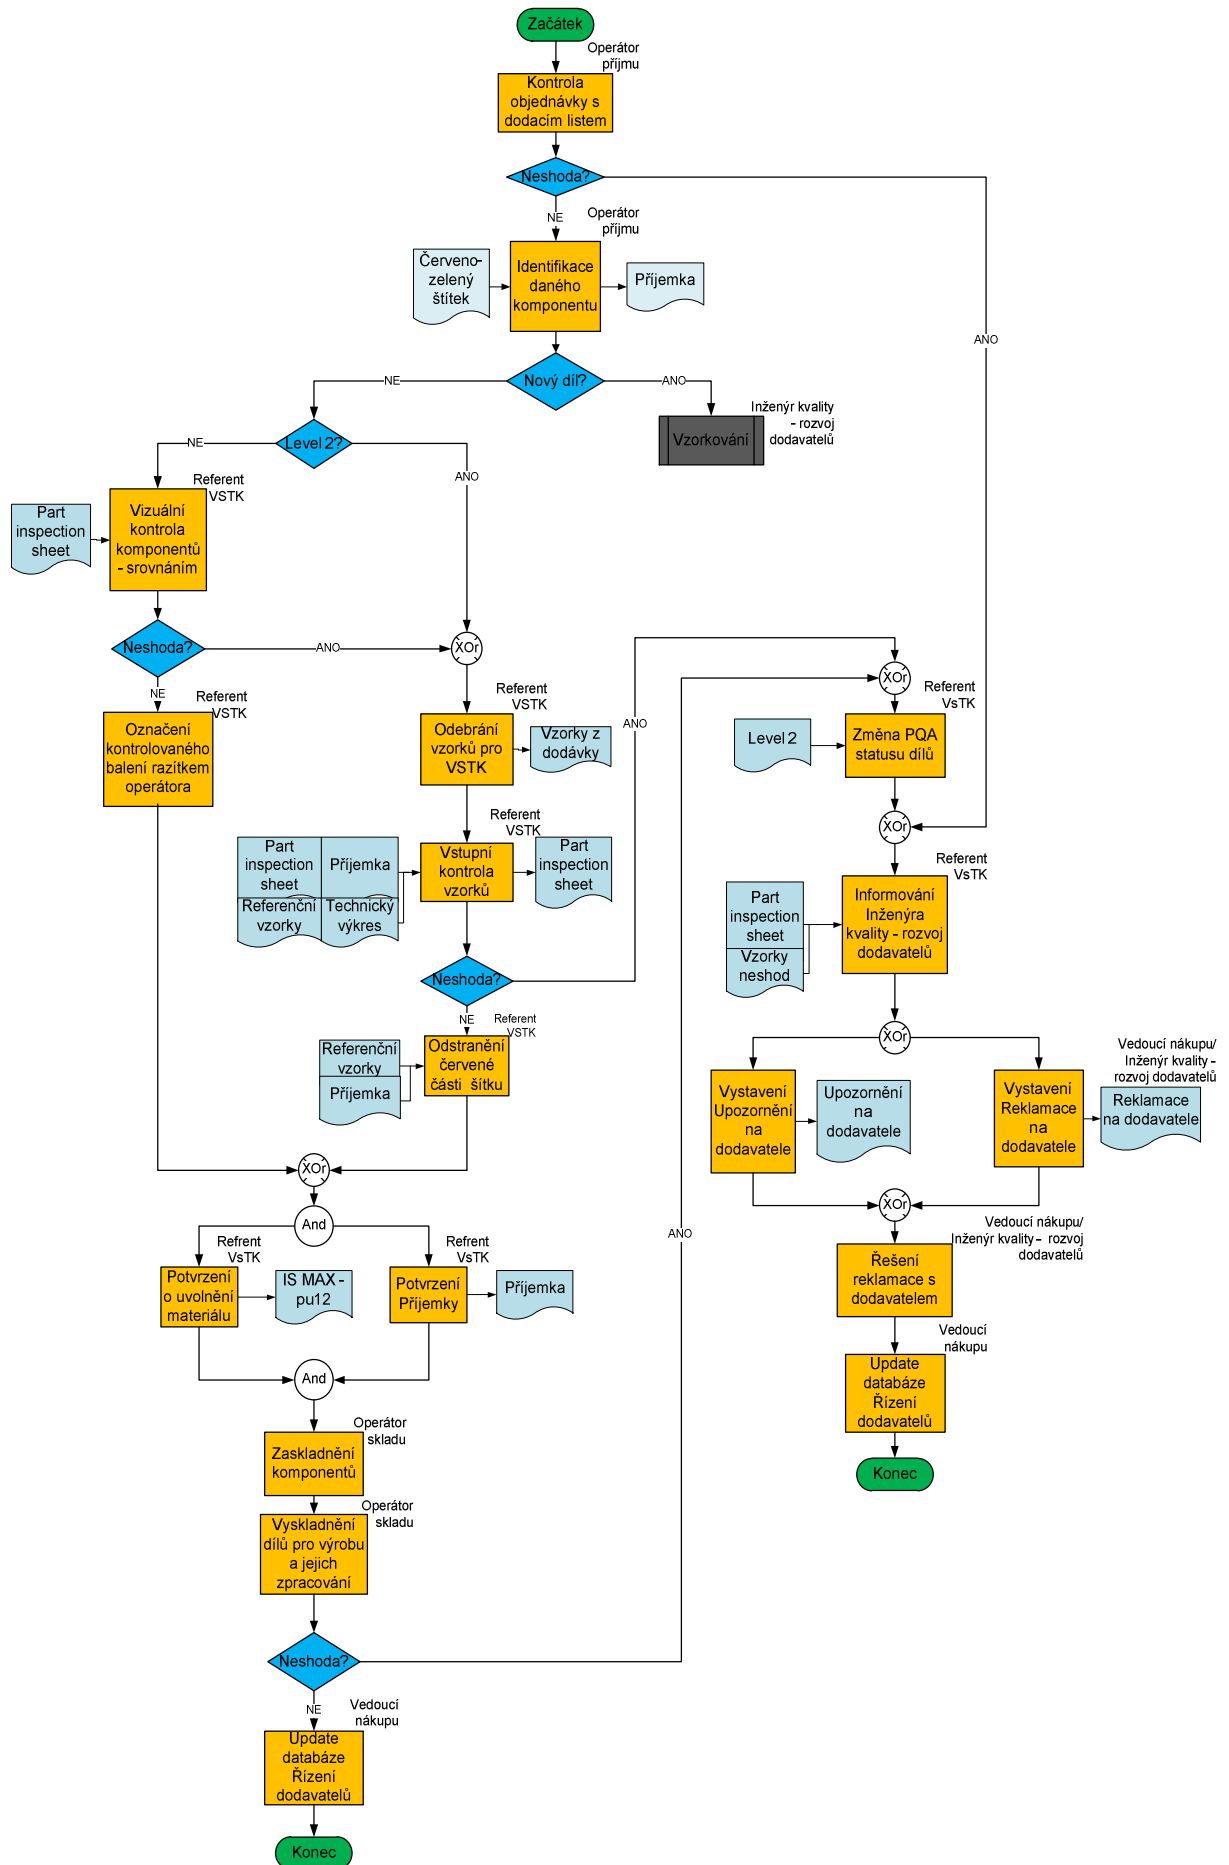 Začátek
Operátor
příjmu
Kontrola
objednávky s
dodacím listem
Neshoda?
NE
Operátor
příjmu
Červeno-
zelený
štítek
Identifikace
daného
komponentu
Příjemka
ANO
Nový díl?
NE
ANO
Inženýr kvality
- rozvoj
dodavatelů
Vzorkování
Level 2?
NE
ANO
Referent
VSTK
Part
inspection
sheet
Vizuální
kontrola
komponentů
- srovnáním
Neshoda?
ANO
XOr
NE
Referent
VSTK
Označení
kontrolovaného
balení razítkem
operátora
Referent
VSTK
Odebrání
vzorků pro
VSTK
Vzorky z
dodávky
ANO
XOr
Referent
VsTK
Level 2
Změna PQA
statusu dílů
XOr
Referent
VSTK
Part
inspection
sheet
Příjemka
Referenční
vzorky
Technický
výkres
Vstupní
kontrola
vzorků
Part
inspection
sheet
Referent
VsTK
Part
inspection
sheet
Vzorky
neshod
Informování
Inženýra
kvality - rozvoj
dodavatelů
Neshoda?
NE
Referent
VSTK
Referenční
vzorky
Příjemka
Odstranění
červené
části šítku
XOr
Vedoucí nákupu/
Inženýr kvality -
rozvoj dodavatelů
Vystavení
Upozornění
na
dodavatele
Upozornění
na
dodavatele
Vystavení
Reklamace
na
dodavatele
Reklamace
na dodavatele
XOr
XOr
And
Refrent
VsTK
Potvrzení
o uvolnění
materiálu
IS MAX -
pu12
Refrent
VsTK
Potvrzení
Příjemky
Příjemka
ANO
Vedoucí nákupu/
Inženýr kvality - rozvoj
dodavatelů
Řešení
reklamace s
dodavatelem
Vedoucí
nákupu
Update
databáze
Řízení
dodavatelů
Konec
And
Operátor
skladu
Zaskladnění
komponentů
Operátor
skladu
Vyskladnění
dílů pro výrobu
a jejich
zpracování
Neshoda?
NE
Vedoucí
nákupu
Update
databáze
Řízení
dodavatelů
Konec